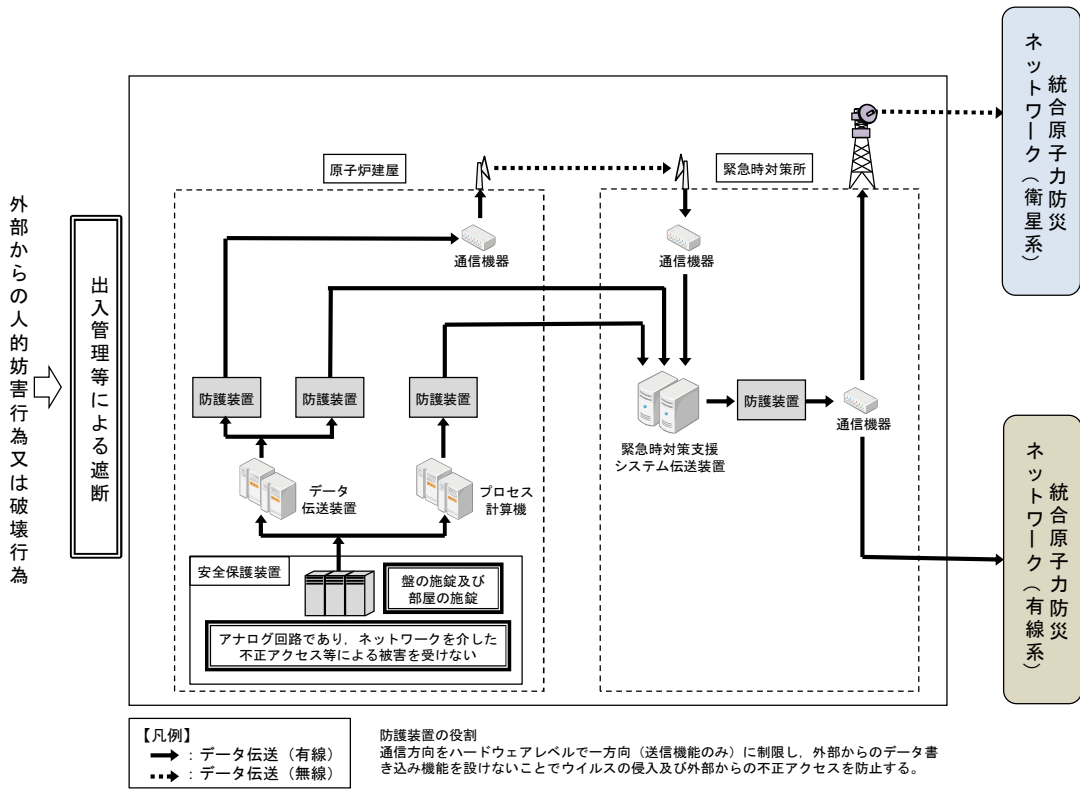 外部からの人的妨害行為又は破壊行為
出入管理等による遮断
原子炉建屋
緊急時対策所
通信機器
通信機器
防護装置
防護装置
防護装置
データ
伝送装置
プロセス
計算機
安全保護装置
盤の施錠及び
部屋の施錠
アナログ回路であり，ネットワークを介した
不正アクセス等による被害を受けない
緊急時対策支援
システム伝送装置
防護装置
通信機器
統合原子力防災
ネットワーク（衛星系）
統合原子力防災
ネットワーク（有線系）
【凡例】
：データ伝送（有線）
：データ伝送（無線）
防護装置の役割
通信方向をハードウェアレベルで一方向（送信機能のみ）に制限し，外部からのデータ書
き込み機能を設けないことでウイルスの侵入及び外部からの不正アクセスを防止する。